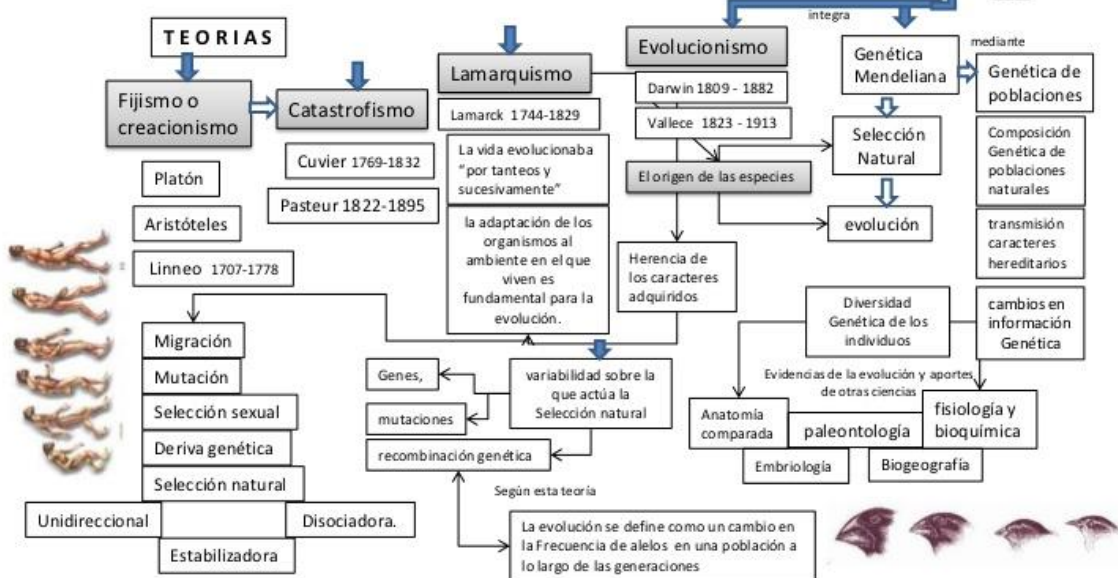 TEORIAS
Fijismo o
creacionismo
Platón
Aristóteles
Linneo 1707-1778
Catastrofismo
Cuvier 1769-1832
Pasteur 1822-1895
Lamarquismo
Lamarck 1744-1829
La vida evolucionaba
"por tanteos y
sucesivamente"
la adaptación de los
organismos al
ambiente en el que
viven es
fundamental para la
evolución.
Evolucionismo
Darwin 1809 - 1882
Vallece 1823 - 1913
El origen de las especies
Herencia de
los caracteres
adquiridos
integra
Genética
Mendeliana
mediante
Genética de
poblaciones
Selección
Natural
evolución
Composición
Genética de
poblaciones
naturales
transmisión
caracteres
hereditarios
cambios en
información
Genética
Diversidad
Genética de los
individuos
Evidencias de la evolución y aportes
de otras ciencias
Anatomía
comparada
paleontología
fisiología y
bioquímica
Embriología
Biogeografía
Migración
Mutación
Selección sexual
Deriva genética
Selección natural
Unidireccional
Disociadora.
Estabilizadora
variabilidad sobre la
que actúa la
Selección natural
Genes,
mutaciones
recombinación genética
Según esta teoría
La evolución se define como un cambio en
la Frecuencia de alelos en una población a
lo largo de las generaciones